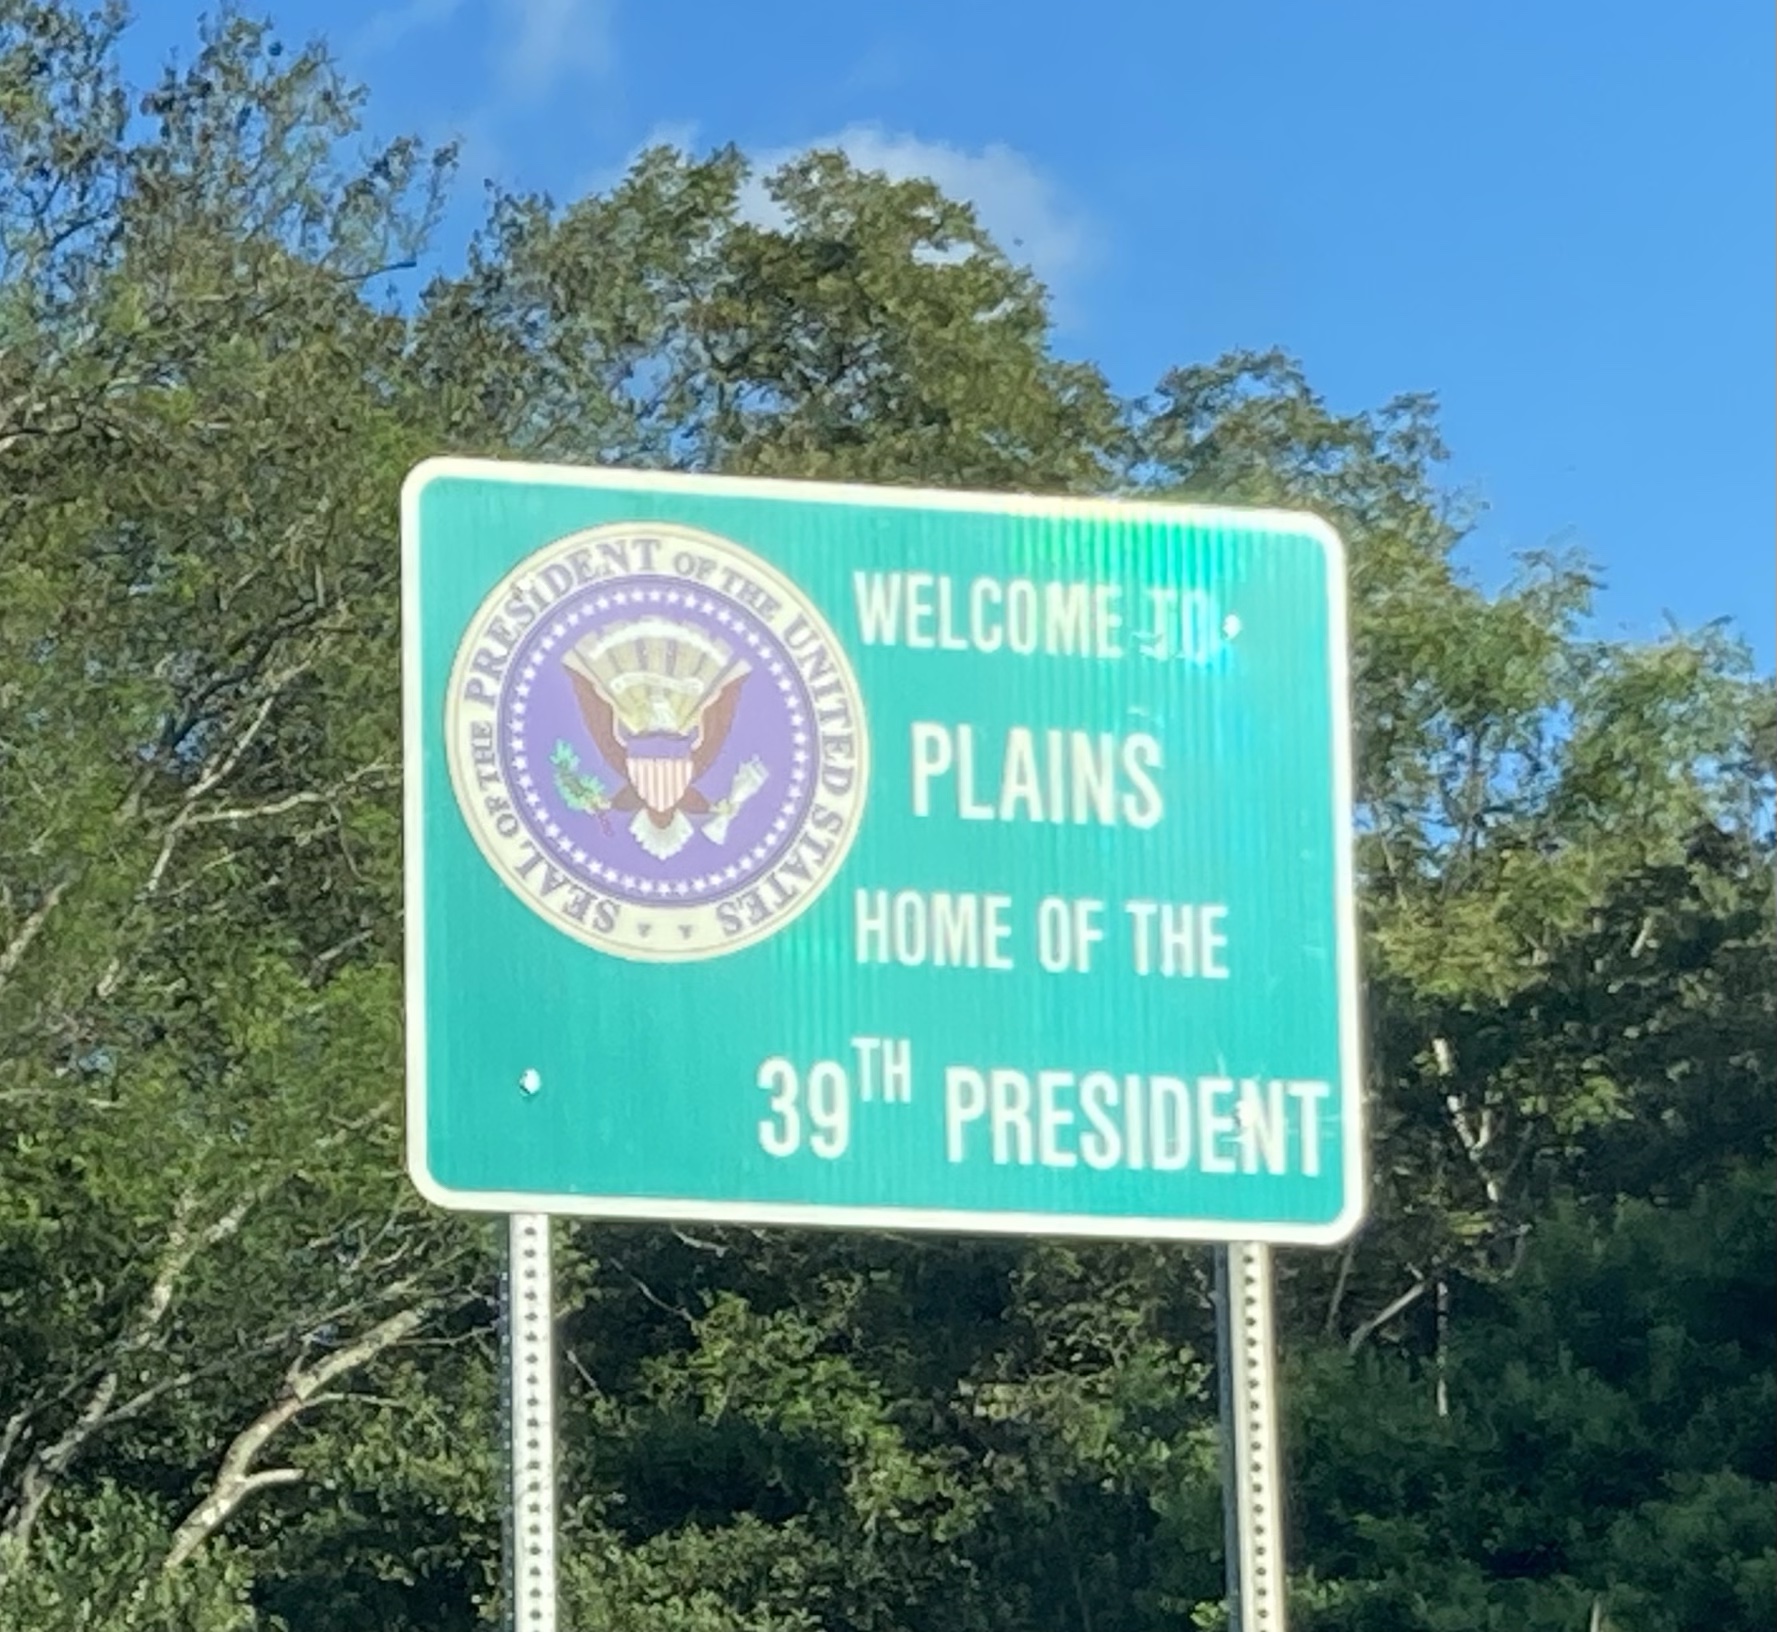 SEAL OF THE PRESIDENT OF THE UNITED STATES
WELCOME TO
PLAINS
HOME OF THE
39TH PRESIDENT